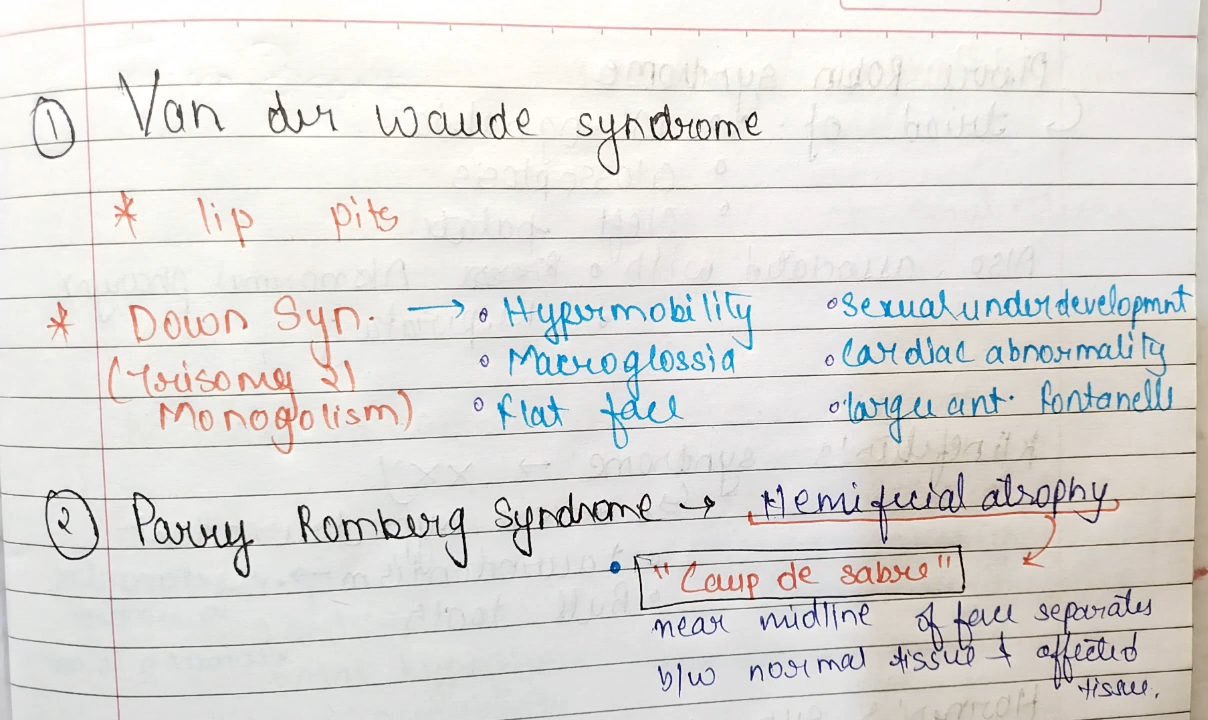 ① Van der waude syndrome
* lip pits
* Down Syn. → • Hypermobility • Sexual underdevelopmnt
(Trisomy 21 • Macroglossia • Cardiac abnormality
Monogolism) • flat face • large ant. fontanelle
② Parry Romberg Syndrome → Hemifacial atrophy
• "Coup de sabre"
near midline of face separates
b/w normal tissue & affected
tissue.